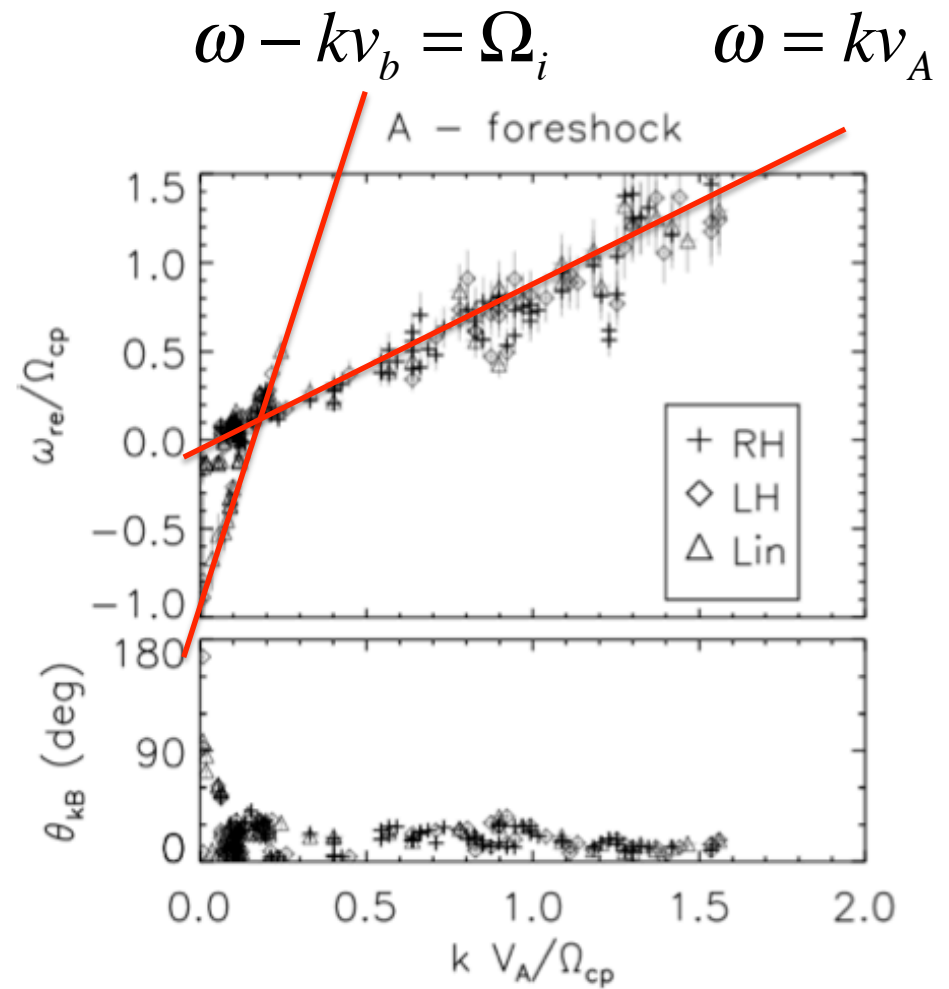 ω − kv_b = Ω_i
ω = kv_A
A − foreshock
1.5
1.0
0.5
0.0
−0.5
−1.0
ω_re/Ω_cp
+ RH
◇ LH
△ Lin
180
90
0
θ_kB (deg)
0.0 0.5 1.0 1.5 2.0
k V_A/Ω_cp